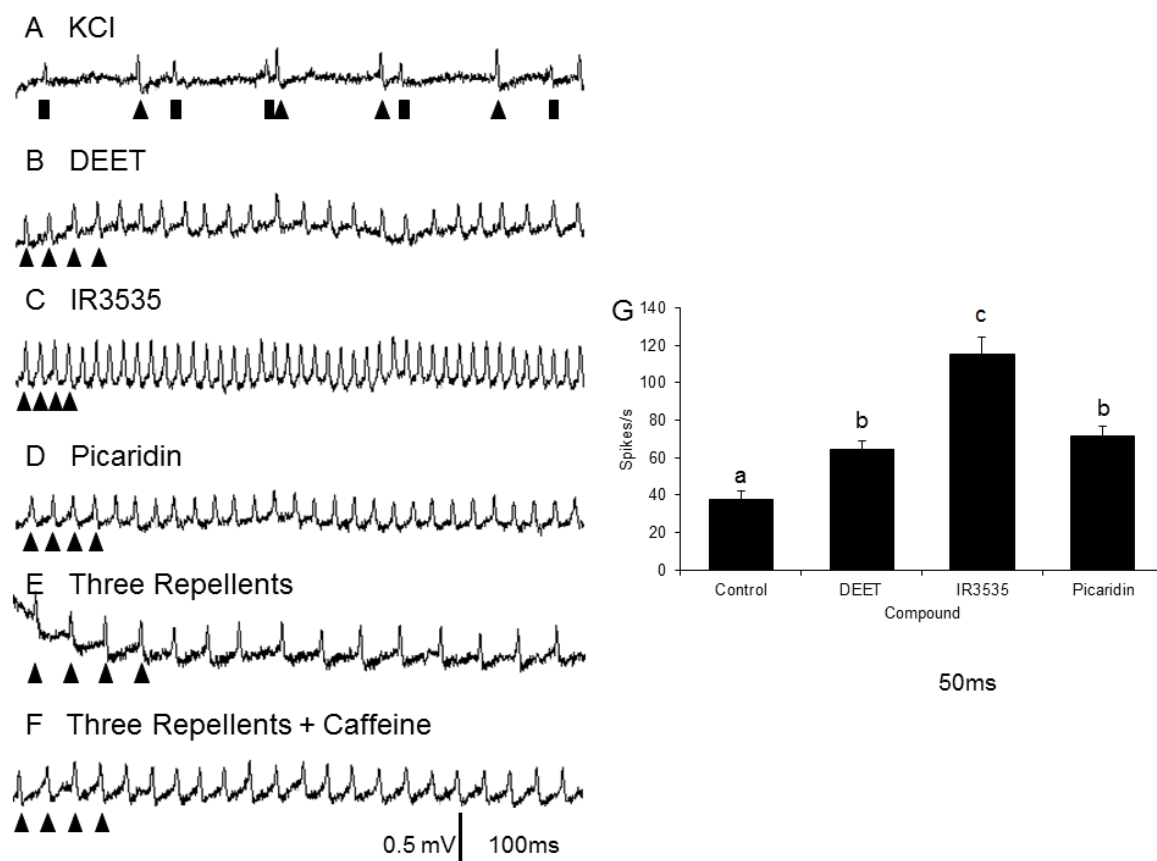 A KCl
B DEET
C IR3535
D Picaridin
E Three Repellents
F Three Repellents + Caffeine
0.5 mV 100ms
G
140
120
100
80
60
40
20
0
Spikes/s
a
b
c
b
Control DEET IR3535 Picaridin
Compound
50ms